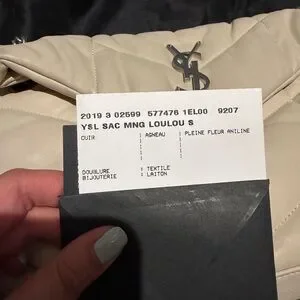 YSL
2019 3 02599 577476 1EL00 9207
YSL SAC MNG LOULOU S
CUIR | AGNEAU | PLEINE FLEUR ANILINE
DOUBLURE : TEXTILE
BIJOUTERIE : LAITON